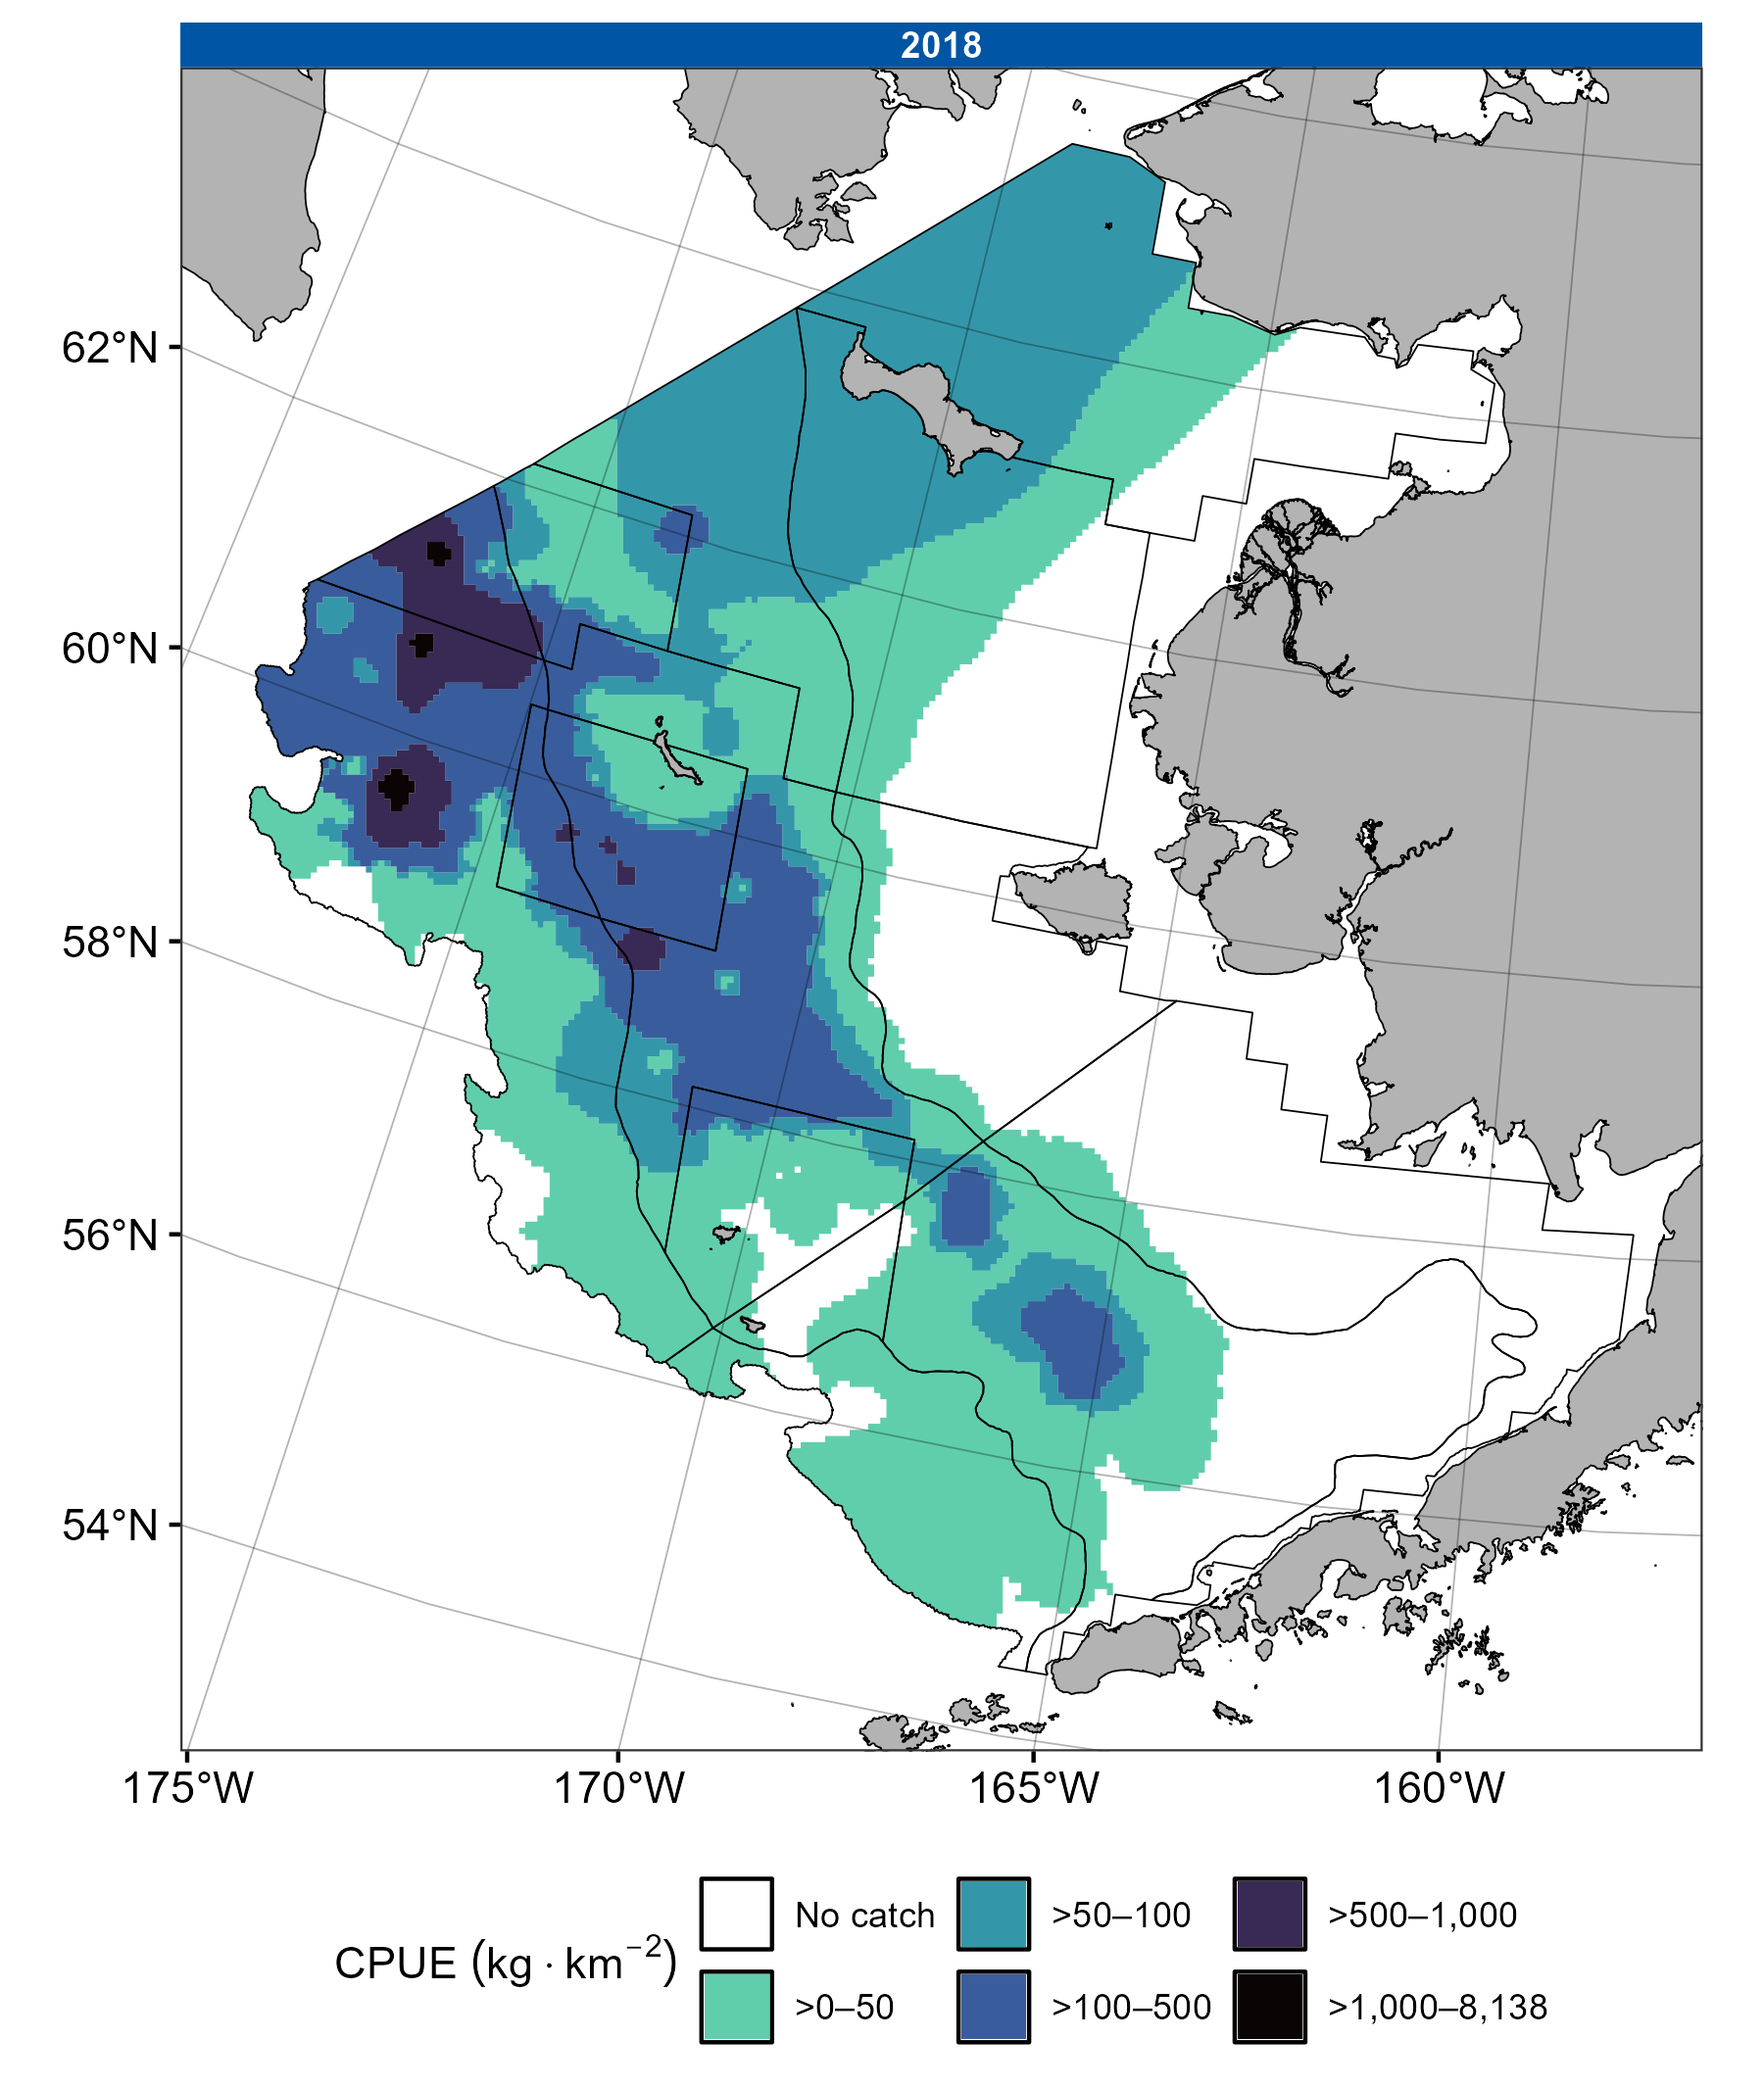 2018
62°N
60°N
58°N
56°N
54°N
175°W 170°W 165°W 160°W
CPUE (kg · km⁻²)
No catch >50–100 >500–1,000
>0–50 >100–500 >1,000–8,138